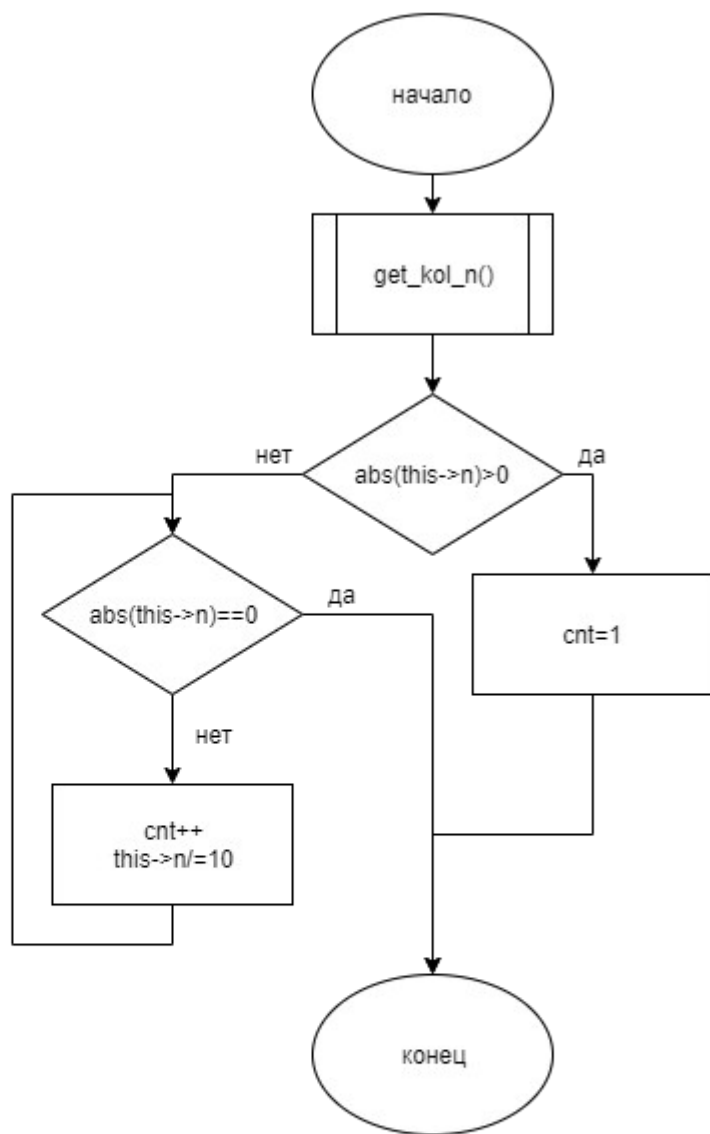 начало
get_kol_n()
abs(this->n)>0
нет
да
abs(this->n)==0
да
cnt=1
нет
cnt++
this->n/=10
конец